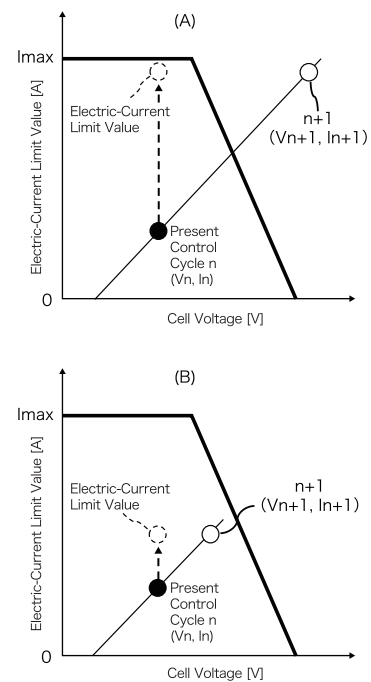 (A)
Imax
Electric-Current
Limit Value
n+1
(Vn+1, In+1)
Electric-Current Limit Value [A]
Present
Control
Cycle n
(Vn, In)
0
Cell Voltage [V]
(B)
Imax
Electric-Current
Limit Value
n+1
(Vn+1, In+1)
Electric-Current Limit Value [A]
Present
Control
Cycle n
(Vn, In)
0
Cell Voltage [V]